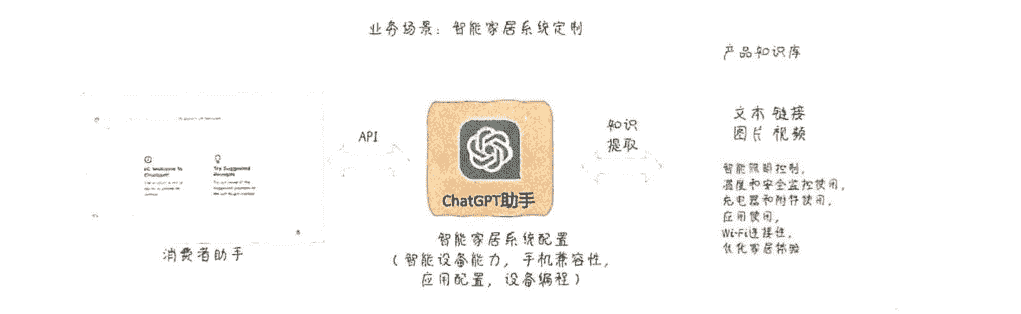 业务场景：智能家居系统定制
产品知识库
文本 链接
图片 视频
API
知识
提取
Try Suggested
ChatGPT助手
智能照明控制，
温度和安全监控使用，
充电器和附件使用，
应用使用，
Wi-Fi连接性，
优化家居体验
消费者助手
智能家居系统配置
（智能设备能力，手机兼容性，
应用配置，设备编程）